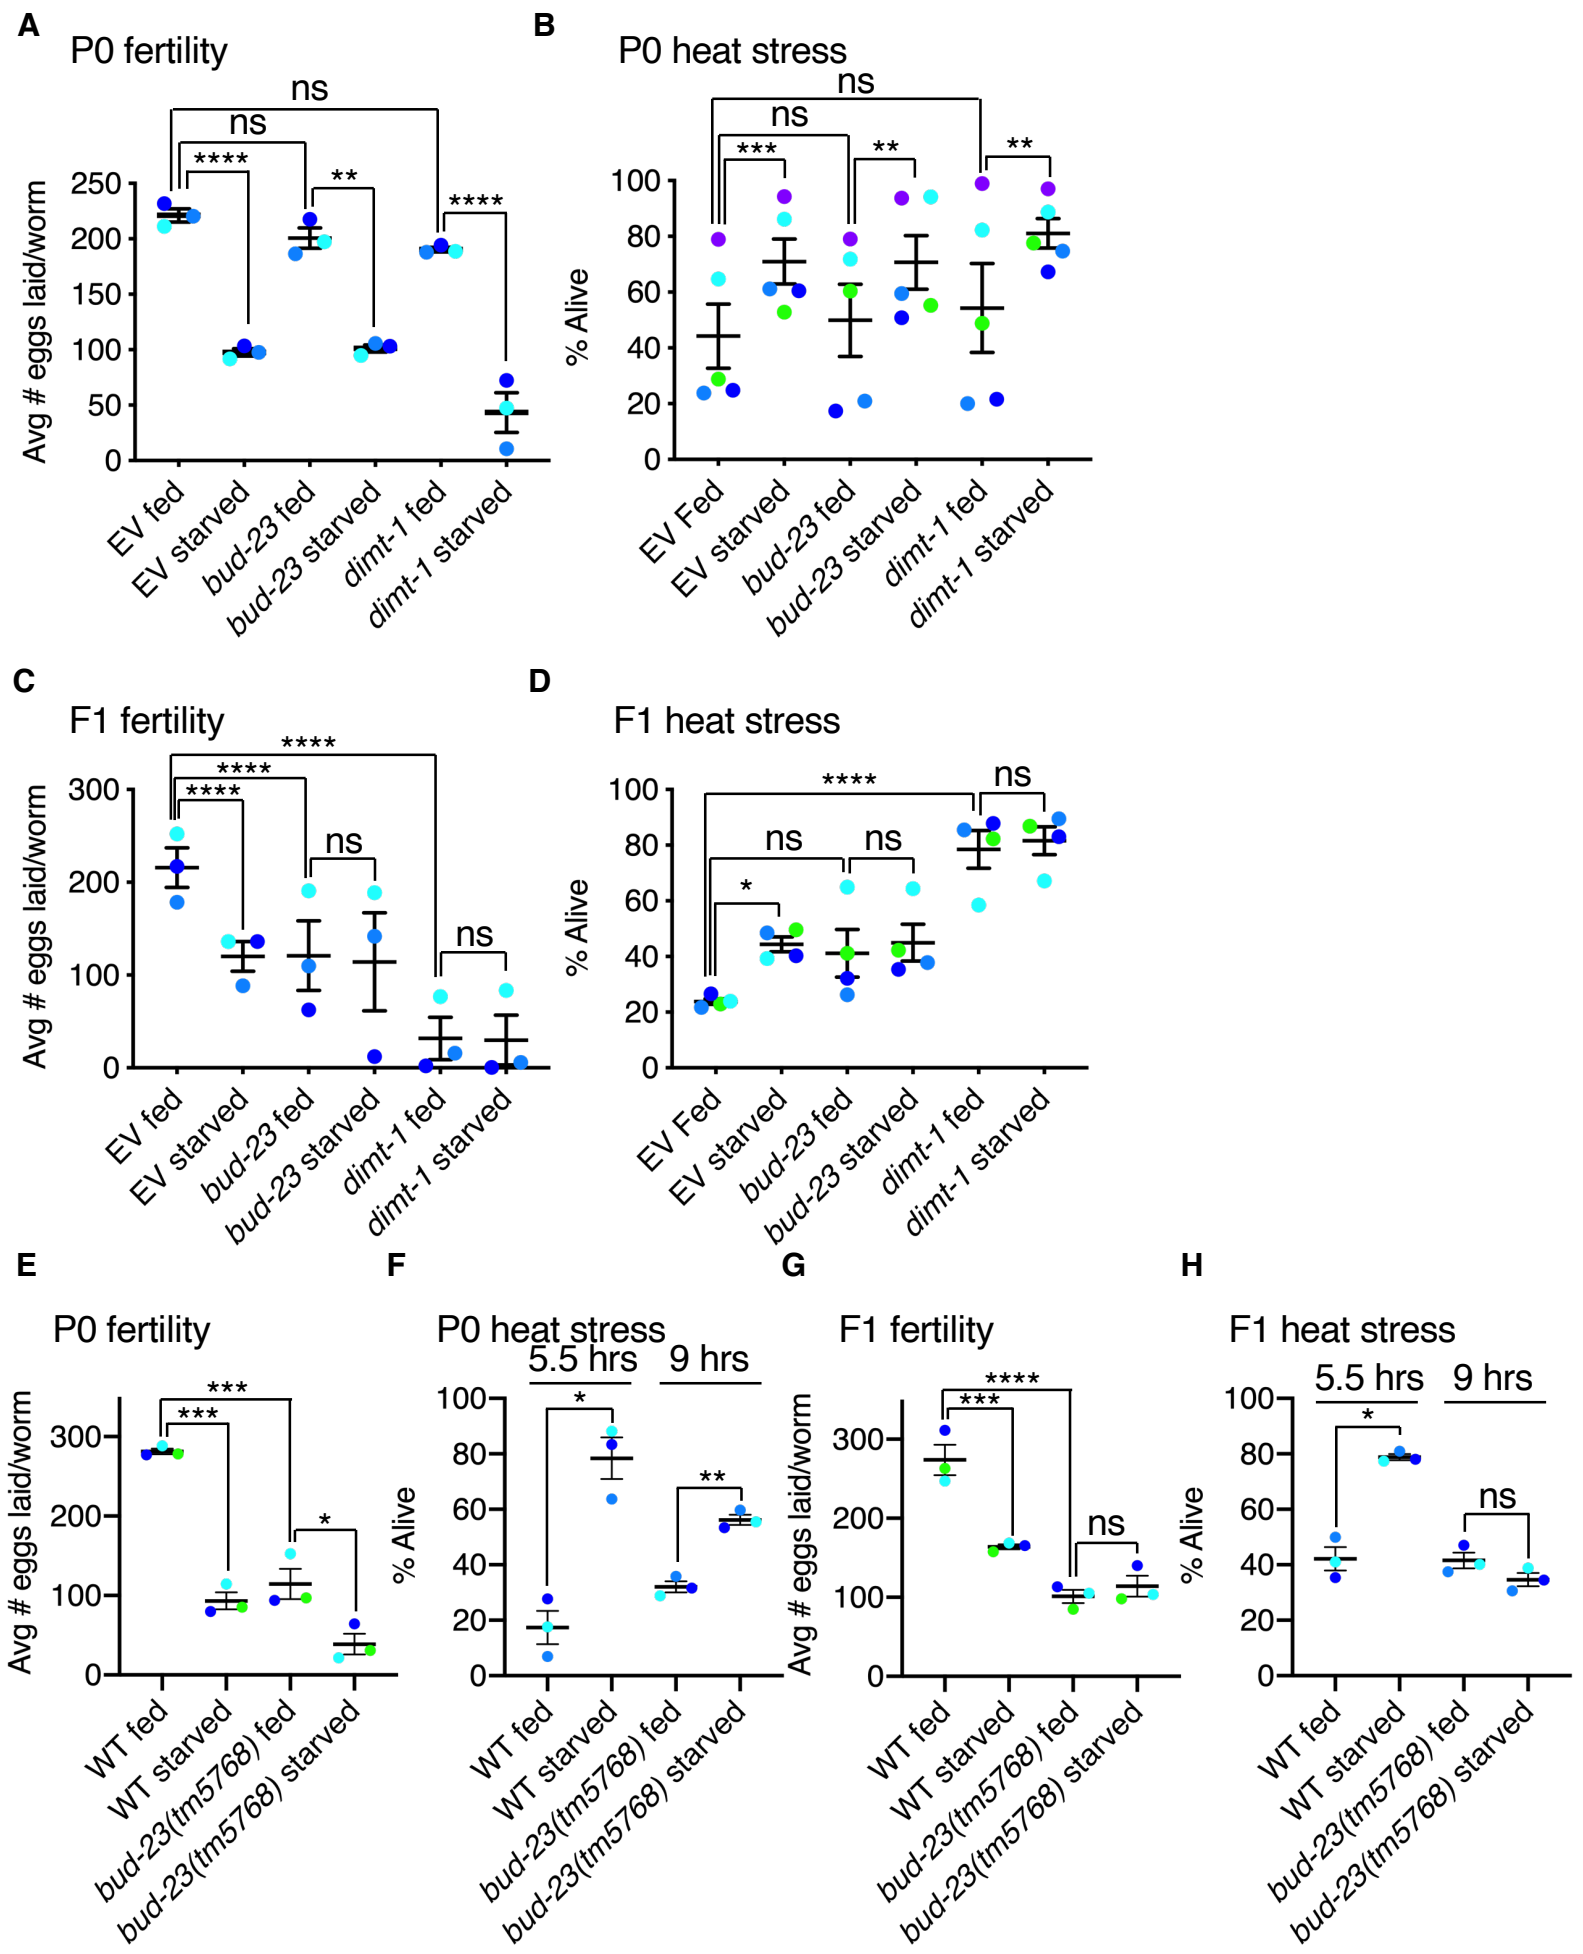 A
P0 fertility
ns
ns
****
**
****
Avg # eggs laid/worm
250
200
150
100
50
0
EV fed
EV starved
bud-23 fed
bud-23 starved
dimt-1 fed
dimt-1 starved
B
P0 heat stress
ns
ns
***
**
**
% Alive
100
80
60
40
20
0
EV Fed
EV starved
bud-23 fed
bud-23 starved
dimt-1 fed
dimt-1 starved
C
F1 fertility
****
****
****
ns
ns
Avg # eggs laid/worm
300
200
100
0
EV fed
EV starved
bud-23 fed
bud-23 starved
dimt-1 fed
dimt-1 starved
D
F1 heat stress
****
ns
ns
ns
*
% Alive
100
80
60
40
20
0
EV Fed
EV starved
bud-23 fed
bud-23 starved
dimt-1 fed
dimt-1 starved
E
P0 fertility
***
***
*
Avg # eggs laid/worm
300
200
100
0
WT fed
WT starved
bud-23(tm5768) fed
bud-23(tm5768) starved
F
P0 heat stress
5.5 hrs
9 hrs
*
**
% Alive
100
80
60
40
20
0
WT fed
WT starved
bud-23(tm5768) fed
bud-23(tm5768) starved
G
F1 fertility
****
***
ns
Avg # eggs laid/worm
300
200
100
0
WT fed
WT starved
bud-23(tm5768) fed
bud-23(tm5768) starved
H
F1 heat stress
5.5 hrs
9 hrs
*
ns
% Alive
100
80
60
40
20
0
WT fed
WT starved
bud-23(tm5768) fed
bud-23(tm5768) starved